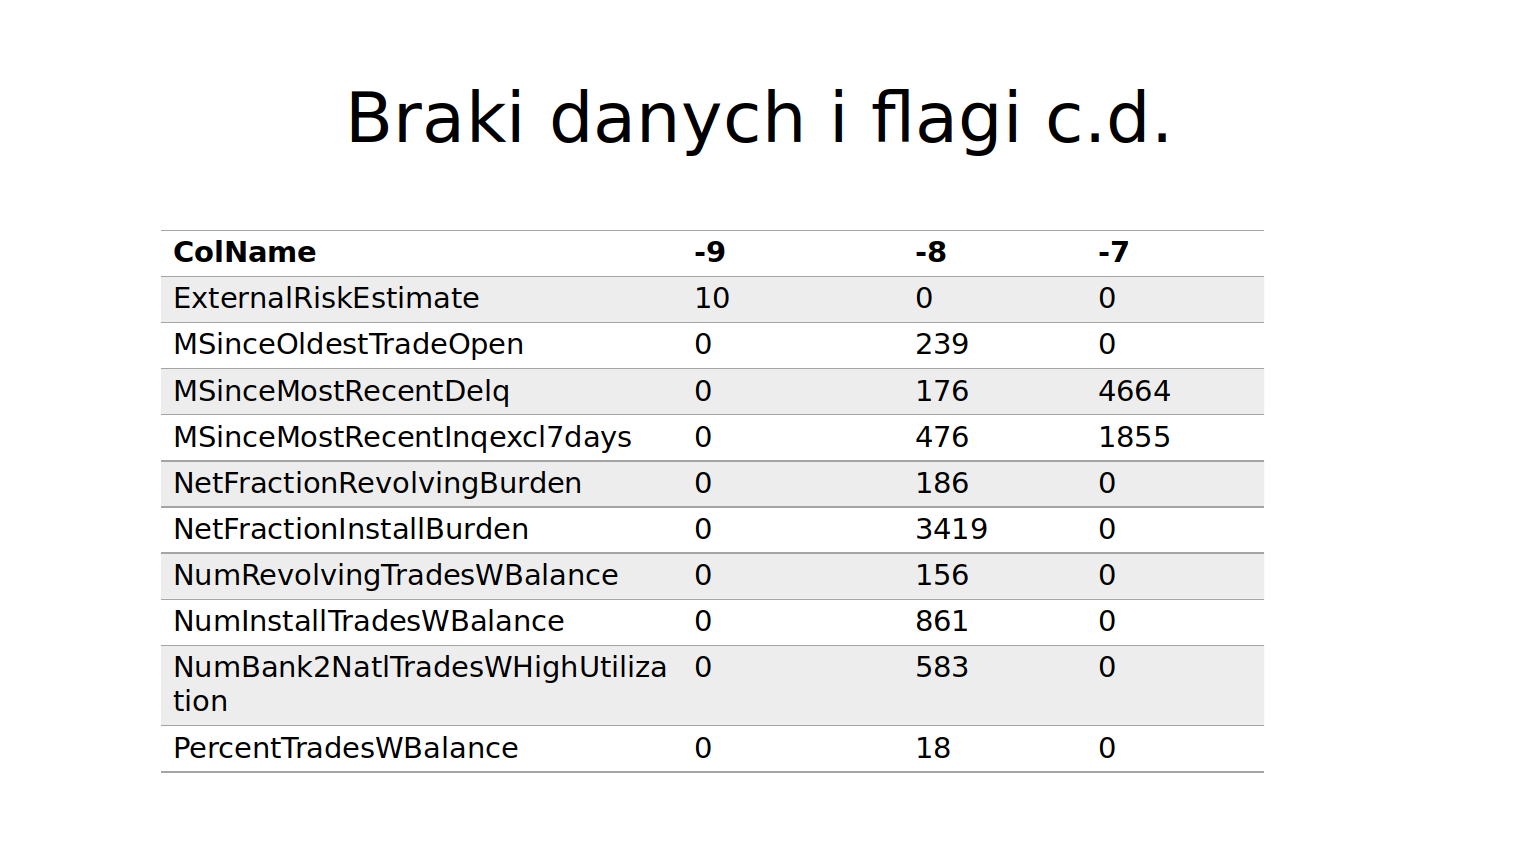 Braki danych i flagi c.d.
ColName -9 -8 -7
ExternalRiskEstimate 10 0 0
MSinceOldestTradeOpen 0 239 0
MSinceMostRecentDelq 0 176 4664
MSinceMostRecentInqexcl7days 0 476 1855
NetFractionRevolvingBurden 0 186 0
NetFractionInstallBurden 0 3419 0
NumRevolvingTradesWBalance 0 156 0
NumInstallTradesWBalance 0 861 0
NumBank2NatlTradesWHighUtiliza 0 583 0
tion
PercentTradesWBalance 0 18 0